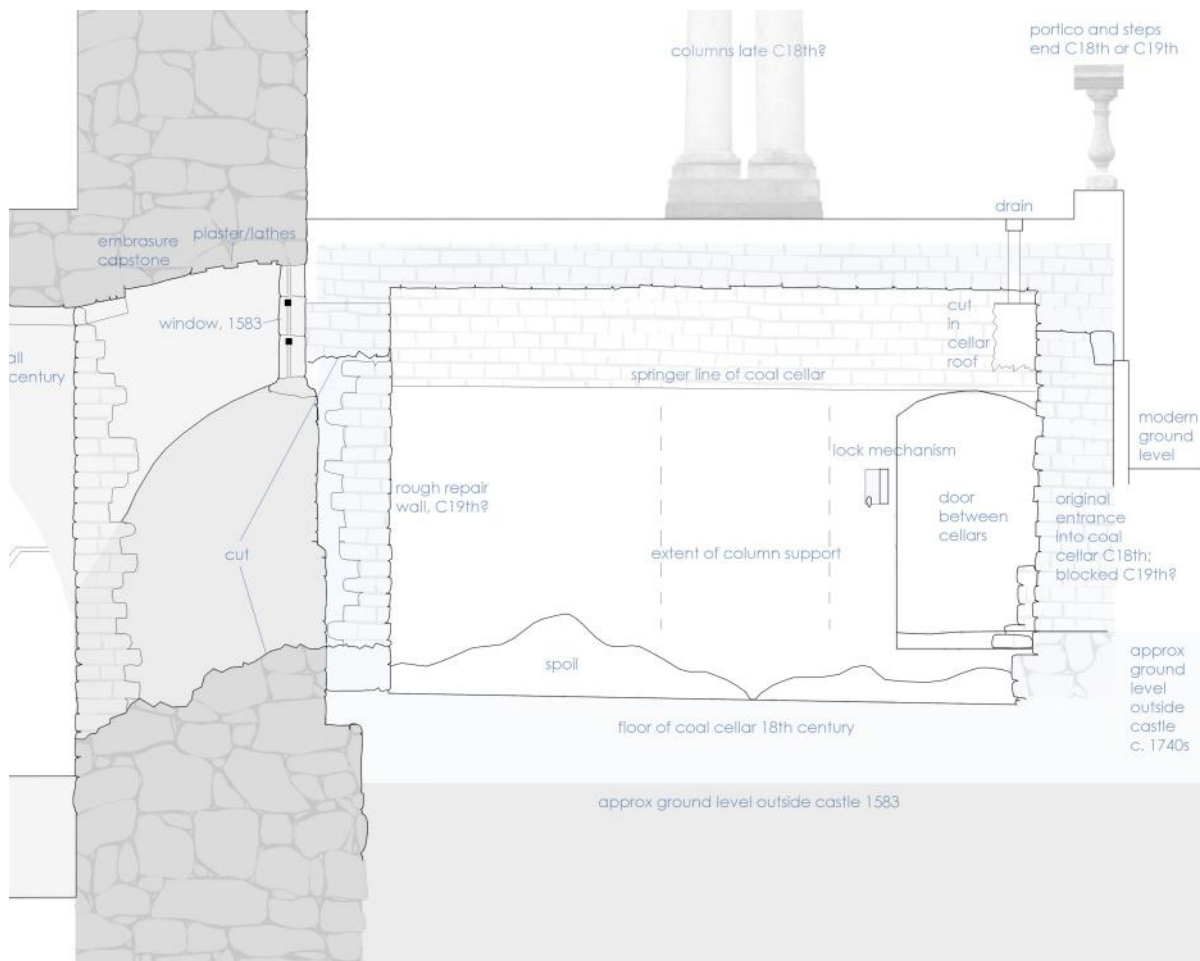 columns late C18th?
portico and steps
end C18th or C19th
drain
plaster/lathes
embrasure
capstone
window, 1583
cut
in
cellar
roof
all
century
springer line of coal cellar
modern
ground
level
lock mechanism
rough repair
wall, C19th?
door
between
cellars
original
entrance
into coal
cellar C18th;
blocked C19th?
cut
extent of column support
spoil
approx
ground
level
outside
castle
c. 1740s
floor of coal cellar 18th century
approx ground level outside castle 1583